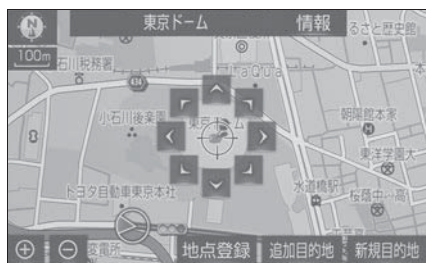 N
東京ドーム
情報
100m
石川税務署
るさと歴史館
LaQua
小石川後楽園
朝陽館本家
8
東京ドーム
東洋学園大
トヨタ自動車東京本社
水道橋駅
桜蔭中・高
変電所
地点登録
追加目的地
新規目的地